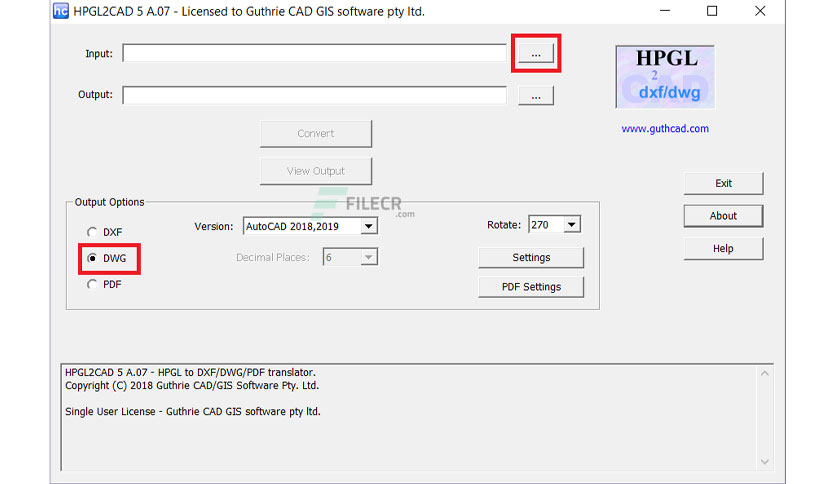 hc HPGL2CAD 5 A.07 - Licensed to Guthrie CAD GIS software pty ltd.
Input: ...
Output: ...
HPGL
2
CAD
dxf/dwg
www.guthcad.com
Convert
View Output
Exit
About
Help
Output Options
DXF
DWG
PDF
Version: AutoCAD 2018,2019
Decimal Places: 6
FILECR
.com
Rotate: 270
Settings
PDF Settings
HPGL2CAD 5 A.07 - HPGL to DXF/DWG/PDF translator.
Copyright (C) 2018 Guthrie CAD/GIS Software Pty. Ltd.
Single User License - Guthrie CAD GIS software pty ltd.